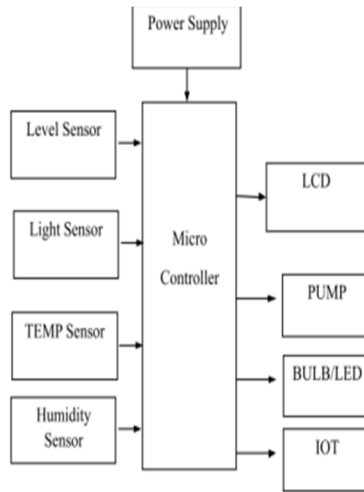 Power Supply
Level Sensor
Light Sensor
TEMP Sensor
Humidity
Sensor
Micro
Controller
LCD
PUMP
BULB/LED
IOT